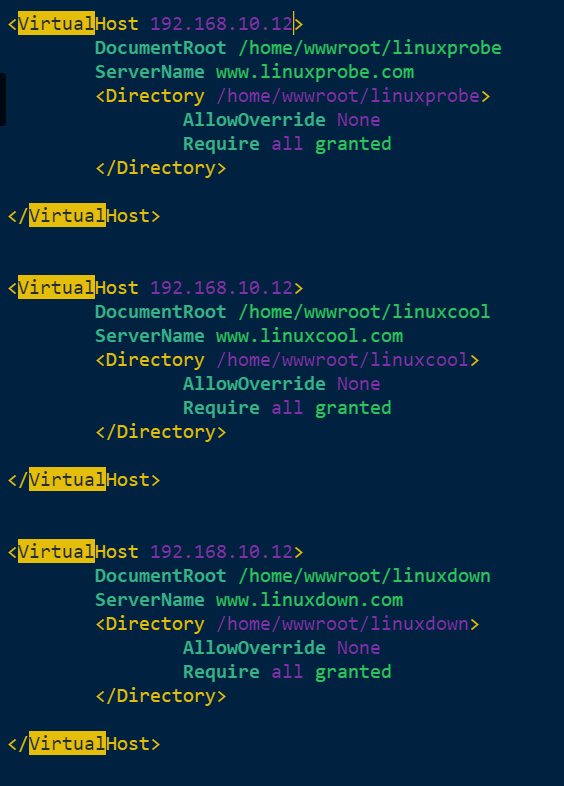 <VirtualHost 192.168.10.12>
DocumentRoot /home/wwwroot/linuxprobe
ServerName www.linuxprobe.com
<Directory /home/wwwroot/linuxprobe>
AllowOverride None
Require all granted
</Directory>
</VirtualHost>
<VirtualHost 192.168.10.12>
DocumentRoot /home/wwwroot/linuxcool
ServerName www.linuxcool.com
<Directory /home/wwwroot/linuxcool>
AllowOverride None
Require all granted
</Directory>
</VirtualHost>
<VirtualHost 192.168.10.12>
DocumentRoot /home/wwwroot/linuxdown
ServerName www.linuxdown.com
<Directory /home/wwwroot/linuxdown>
AllowOverride None
Require all granted
</Directory>
</VirtualHost>